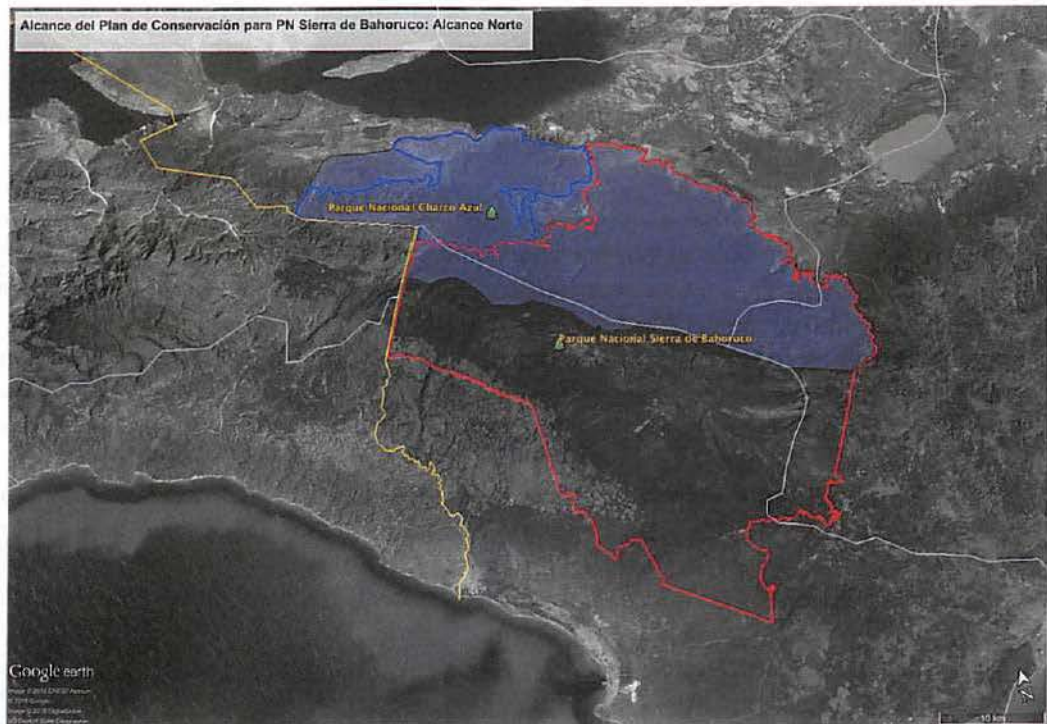 Alcance del Plan de Conservación para PN Sierra de Bahoruco: Alcance Norte
Parque Nacional Charco Azul
Parque Nacional Sierra de Bahoruco
Google earth
10 km